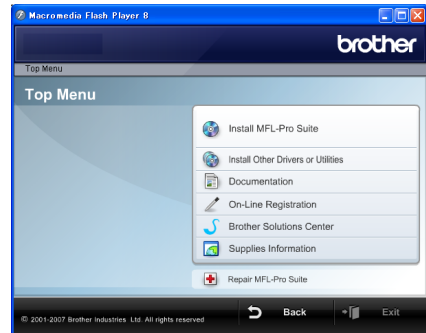 Macromedia Flash Player 8
brother
Top Menu
Top Menu
Install MFL-Pro Suite
Install Other Drivers or Utilities
Documentation
On-Line Registration
Brother Solutions Center
Supplies Information
Repair MFL-Pro Suite
© 2001-2007 Brother Industries Ltd. All rights reserved
Back
Exit